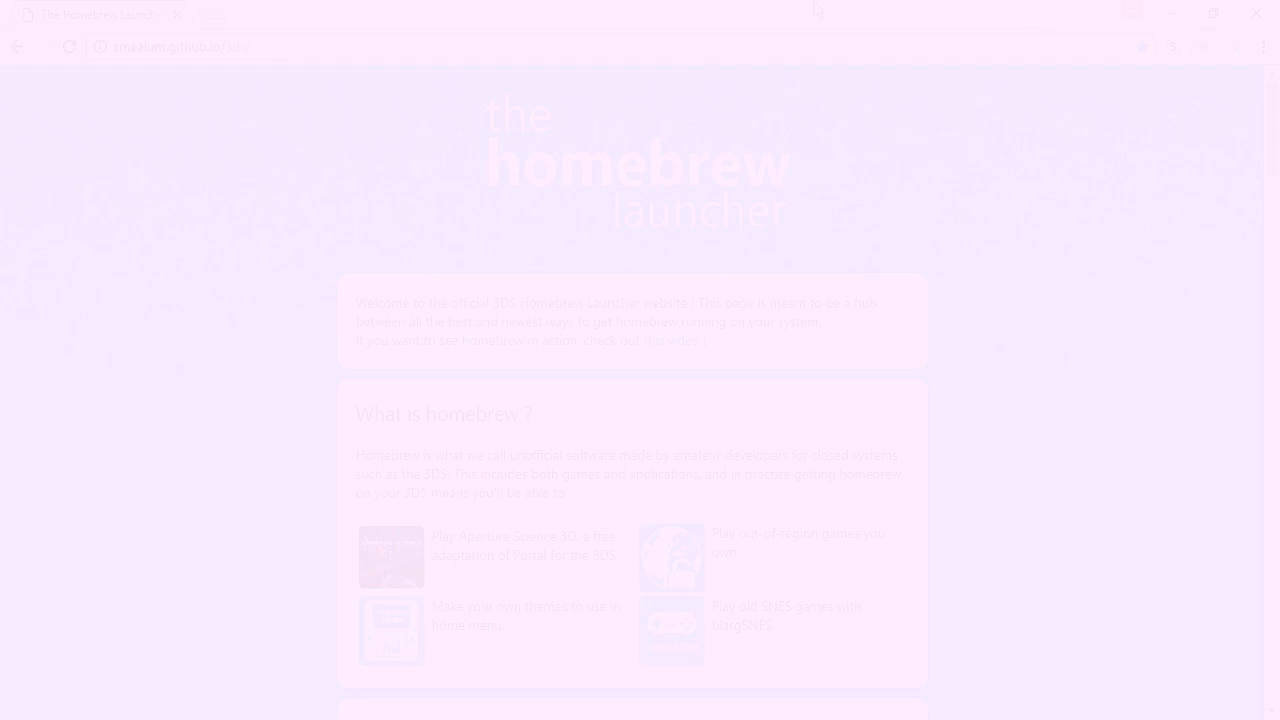 The Homebrew Launch
smealum.github.io/3ds/
the
homebrew
launcher
Welcome to the official 3DS Homebrew Launcher website ! This page is meant to be a hub
between all the best and newest ways to get homebrew running on your system.
If you want to see homebrew in action, check out this video !
What is homebrew ?
Homebrew is what we call unofficial software made by amateur developers for closed systems
such as the 3DS. This includes both games and applications, and in practice getting homebrew
on your 3DS means you'll be able to
Play Aperture Science 3D, a free
adaptation of Portal for the 3DS.
Play out-of-region games you
own.
Make your own themes to use in
home menu.
Play old SNES games with
blargSNES.